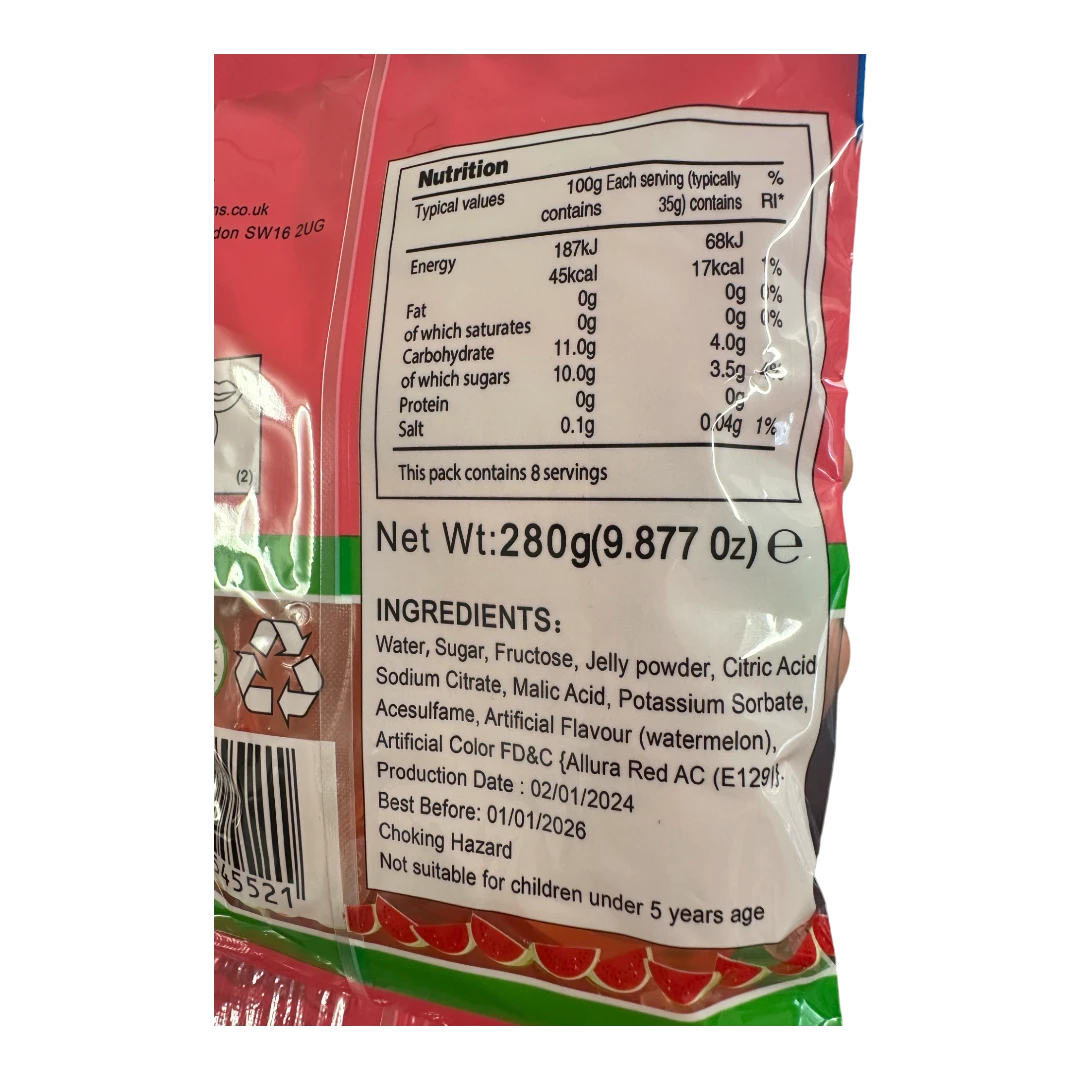 ns.co.uk
don SW16 2UG
(2)
45521
Nutrition
Typical values 100g contains Each serving (typically 35g) contains % RI*
Energy 187kJ 68kJ
45kcal 17kcal 1%
Fat 0g 0g 0%
of which saturates 0g 0g 0%
Carbohydrate 11.0g 4.0g
of which sugars 10.0g 3.5g
Protein 0g 0g
Salt 0.1g 0.04g 1%
This pack contains 8 servings
Net Wt:280g(9.877 Oz) e
INGREDIENTS:
Water, Sugar, Fructose, Jelly powder, Citric Acid
Sodium Citrate, Malic Acid, Potassium Sorbate,
Acesulfame, Artificial Flavour (watermelon),
Artificial Color FD&C {Allura Red AC (E129)}.
Production Date : 02/01/2024
Best Before: 01/01/2026
Choking Hazard
Not suitable for children under 5 years age